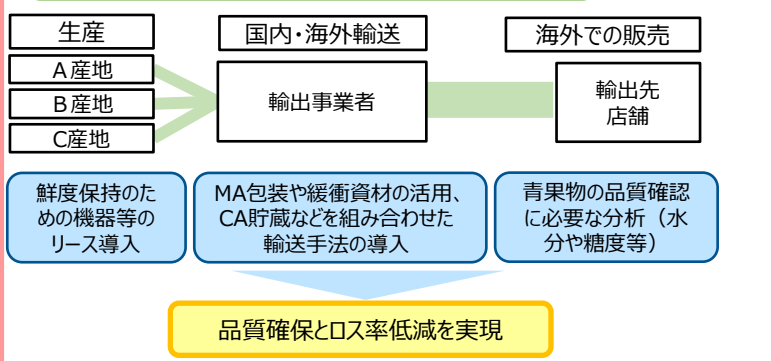 生産
国内・海外輸送
海外での販売
A産地
B産地
C産地
輸出事業者
輸出先
店舗
鮮度保持のた
めの機器等の
リース導入
MA包装や緩衝資材の活用、
CA貯蔵などを組み合わせた
輸送手法の導入
青果物の品質確認
に必要な分析（水
分や糖度等）
品質確保とロス率低減を実現